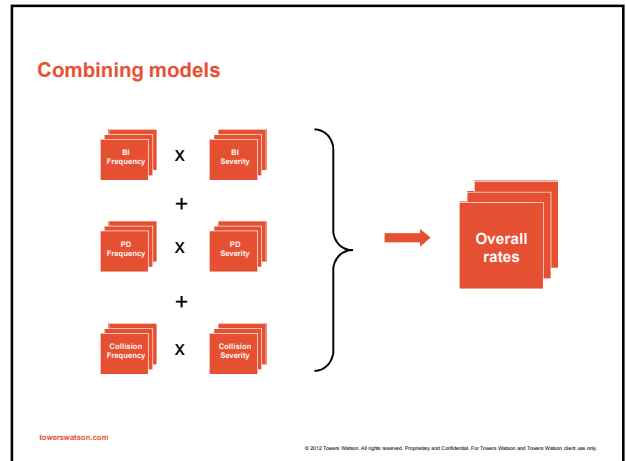 Combining models
BI
Frequency
X
BI
Severity
+
PD
Frequency
X
PD
Severity
+
Collision
Frequency
X
Collision
Severity
Overall
rates
towerswatson.com
© 2012 Towers Watson. All rights reserved. Proprietary and Confidential. For Towers Watson and Towers Watson client use only.